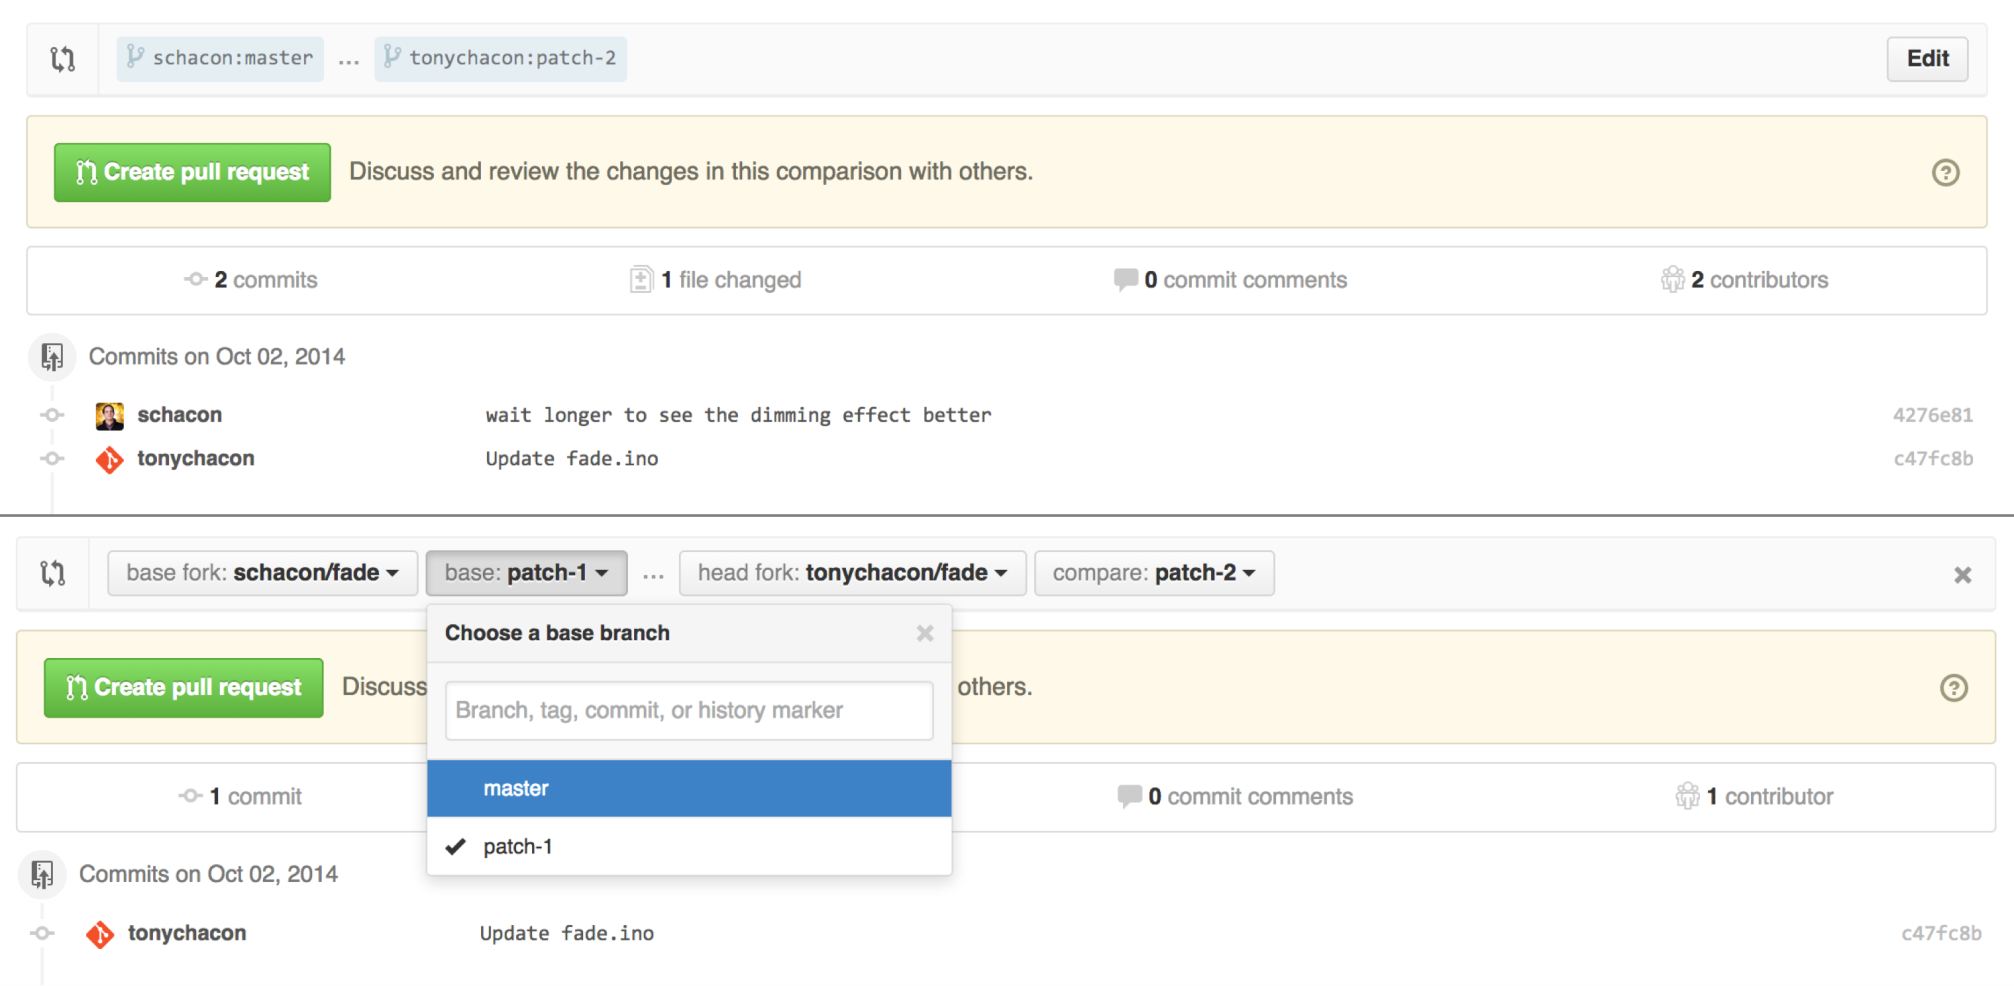 schacon:master ... tonychacon:patch-2 Edit
Create pull request Discuss and review the changes in this comparison with others.
2 commits 1 file changed 0 commit comments 2 contributors
Commits on Oct 02, 2014
schacon wait longer to see the dimming effect better 4276e81
tonychacon Update fade.ino c47fc8b
base fork: schacon/fade base: patch-1 ... head fork: tonychacon/fade compare: patch-2
Choose a base branch
Create pull request Discuss others.
Branch, tag, commit, or history marker
master
1 commit 0 commit comments 1 contributor
patch-1
Commits on Oct 02, 2014
tonychacon Update fade.ino c47fc8b